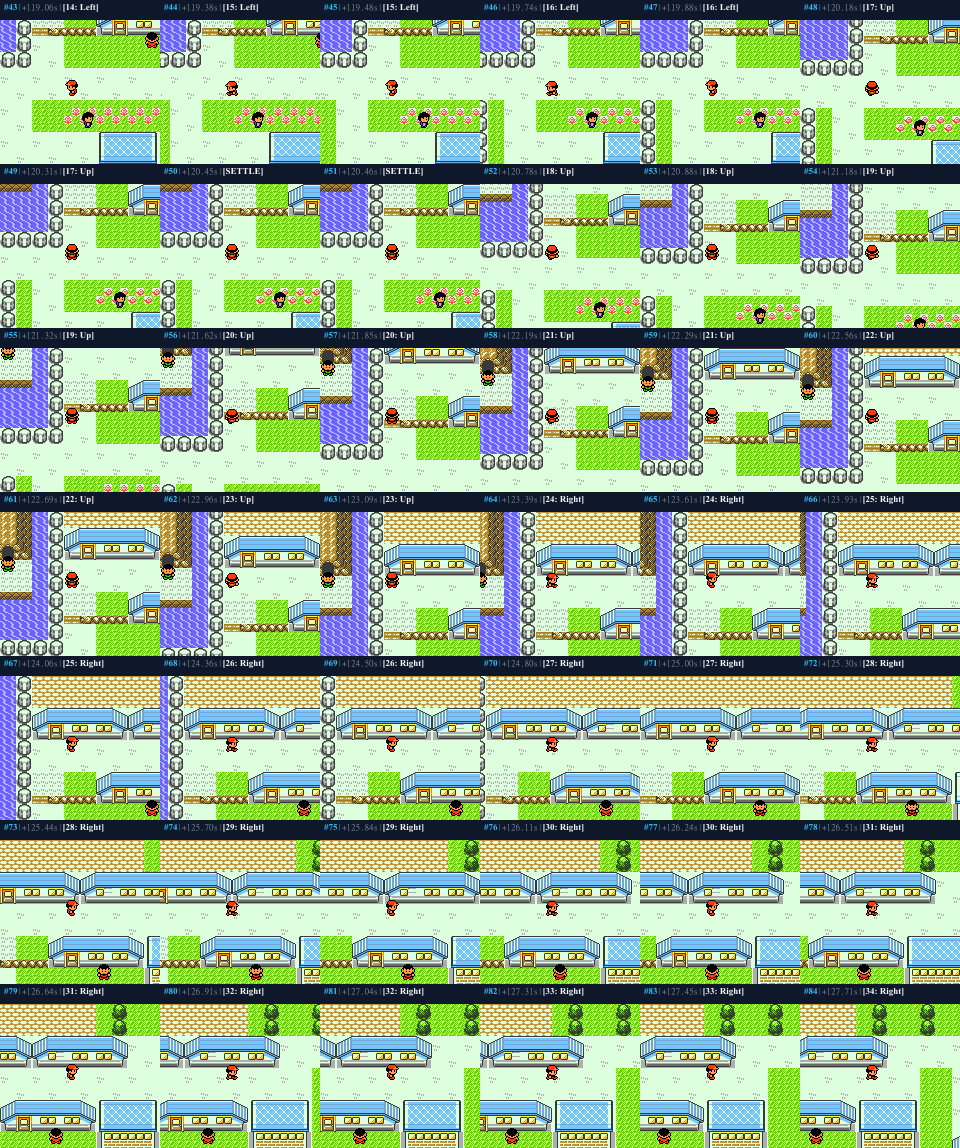 #43|+119.06s|[14: Left] #44|+119.38s|[15: Left] #45|+119.48s|[15: Left] #46|+119.74s|[16: Left] #47|+119.88s|[16: Left] #48|+120.18s|[17: Up]
#49|+120.31s|[17: Up] #50|+120.45s|[SETTLE] #51|+120.46s|[SETTLE] #52|+120.78s|[18: Up] #53|+120.88s|[18: Up] #54|+121.18s|[19: Up]
#55|+121.32s|[19: Up] #56|+121.62s|[20: Up] #57|+121.85s|[20: Up] #58|+122.19s|[21: Up] #59|+122.29s|[21: Up] #60|+122.56s|[22: Up]
#61|+122.69s|[22: Up] #62|+122.96s|[23: Up] #63|+123.09s|[23: Up] #64|+123.39s|[24: Right] #65|+123.61s|[24: Right] #66|+123.93s|[25: Right]
#67|+124.06s|[25: Right] #68|+124.36s|[26: Right] #69|+124.50s|[26: Right] #70|+124.80s|[27: Right] #71|+125.00s|[27: Right] #72|+125.30s|[28: Right]
#73|+125.44s|[28: Right] #74|+125.70s|[29: Right] #75|+125.84s|[29: Right] #76|+126.11s|[30: Right] #77|+126.24s|[30: Right] #78|+126.51s|[31: Right]
#79|+126.64s|[31: Right] #80|+126.91s|[32: Right] #81|+127.04s|[32: Right] #82|+127.31s|[33: Right] #83|+127.45s|[33: Right] #84|+127.71s|[34: Right]